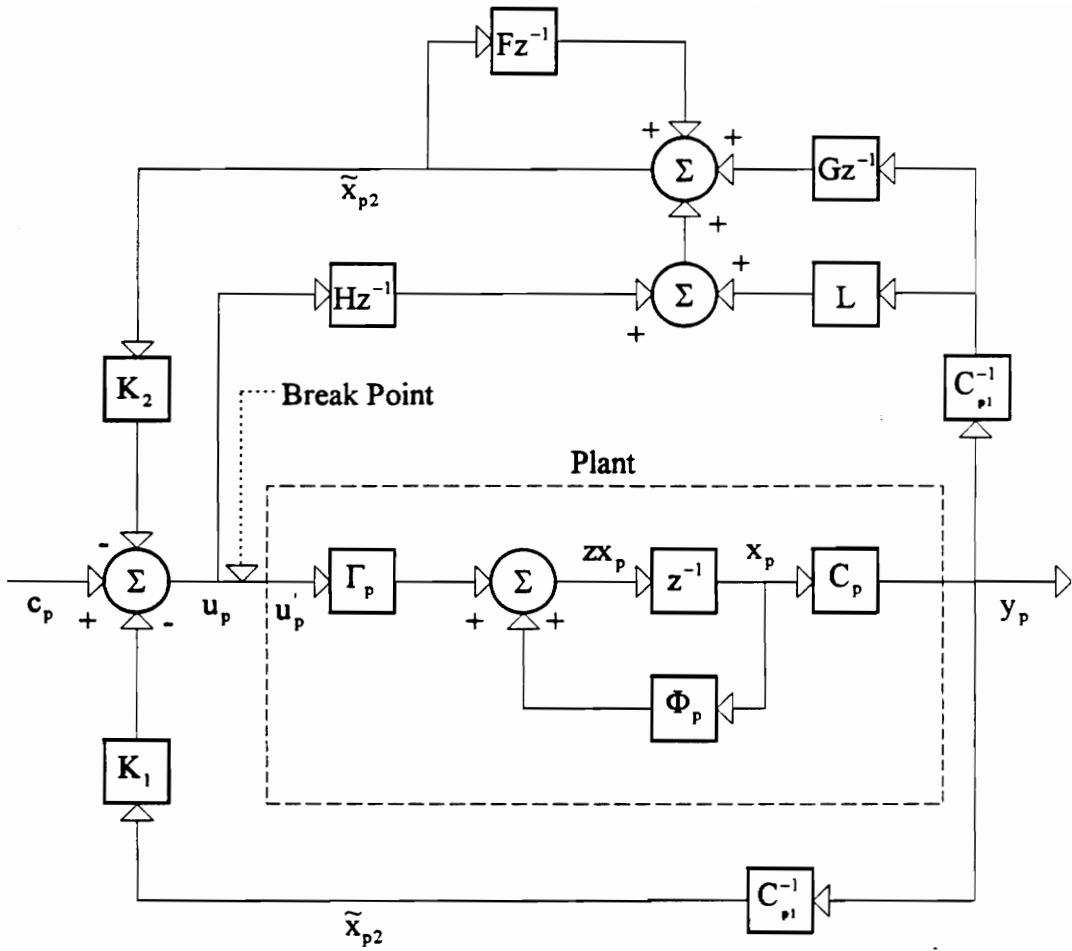 Fz⁻¹
+ +
Σ
Gz⁻¹
x̃ₚ₂
+
Hz⁻¹
+
Σ
L
+
K₂
Break Point
C⁻¹ₚ₁
Plant
-
Σ
Γₚ
Σ
zxₚ
z⁻¹
xₚ
Cₚ
cₚ
+
-
uₚ
u'ₚ
+
+
yₚ
Φₚ
K₁
C⁻¹ₚ₁
x̃ₚ₂